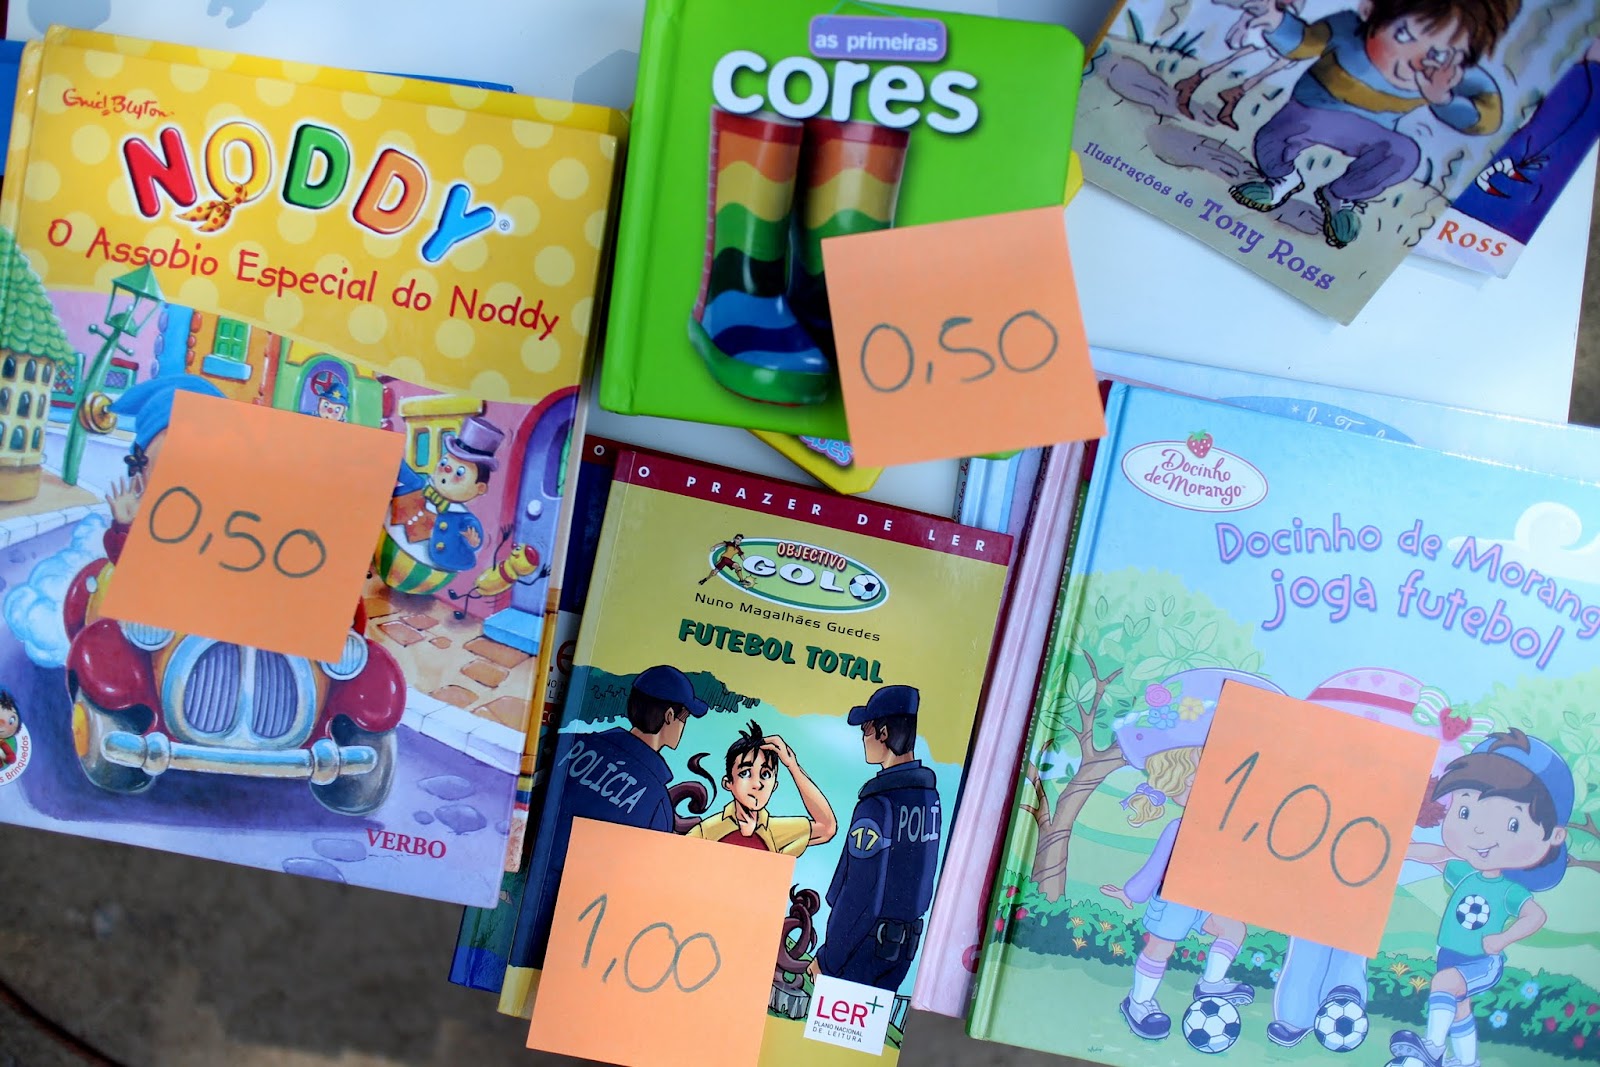 Enid Blyton
NODDY®
O Assobio Especial do Noddy
0,50
VERBO
as primeiras
cores
0,50
Ilustrações de Tony Ross
Ross
O PRAZER DE LER
OBJECTIVO
GOLO
Nuno Magalhães Guedes
FUTEBOL TOTAL
POLÍCIA
17
POLÍ
1,00
LeR+
PLANO NACIONAL
DE LEITURA
Docinho
de Morango
Docinho de Morang
joga futebol
1,00